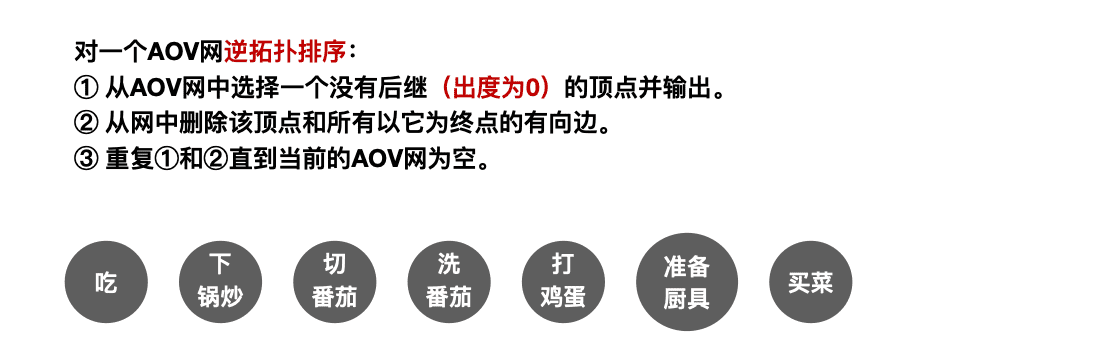 对一个AOV网逆拓扑排序：
① 从AOV网中选择一个没有后继（出度为0）的顶点并输出。
② 从网中删除该顶点和所有以它为终点的有向边。
③ 重复①和②直到当前的AOV网为空。
吃
下
锅炒
切
番茄
洗
番茄
打
鸡蛋
准备
厨具
买菜